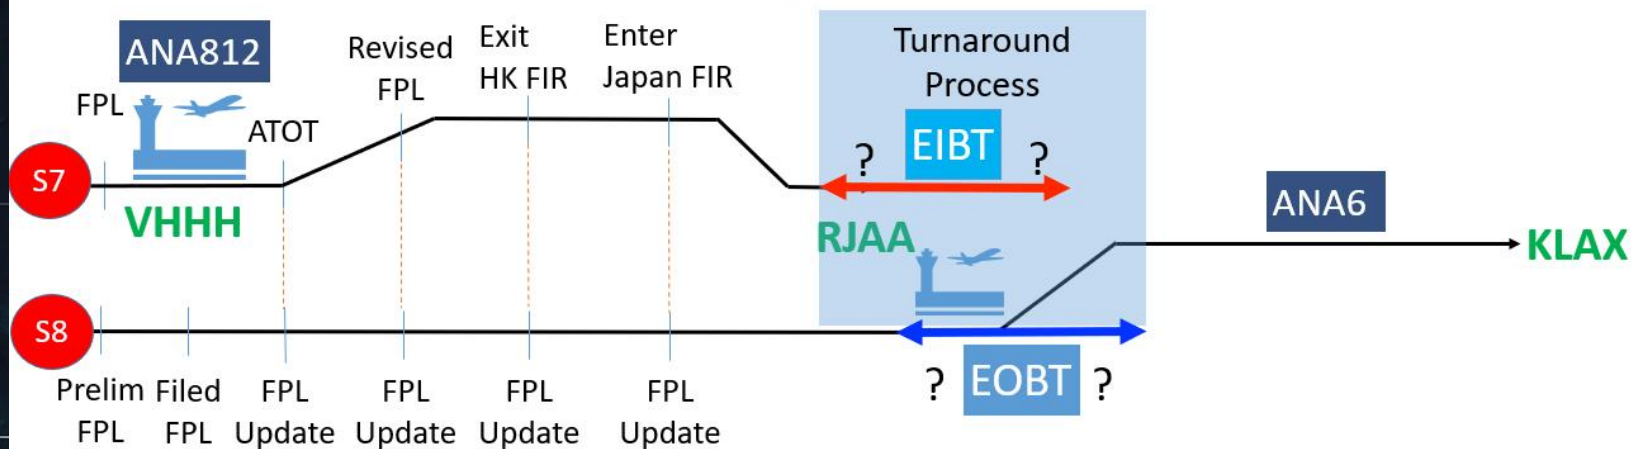 ANA812
FPL
ATOT
Revised
FPL
Exit
HK FIR
Enter
Japan FIR
Turnaround
Process
? EIBT ?
S7
VHHH
RJAA
ANA6
KLAX
S8
Prelim
FPL
Filed
FPL
FPL
Update
FPL
Update
FPL
Update
FPL
Update
? EOBT ?